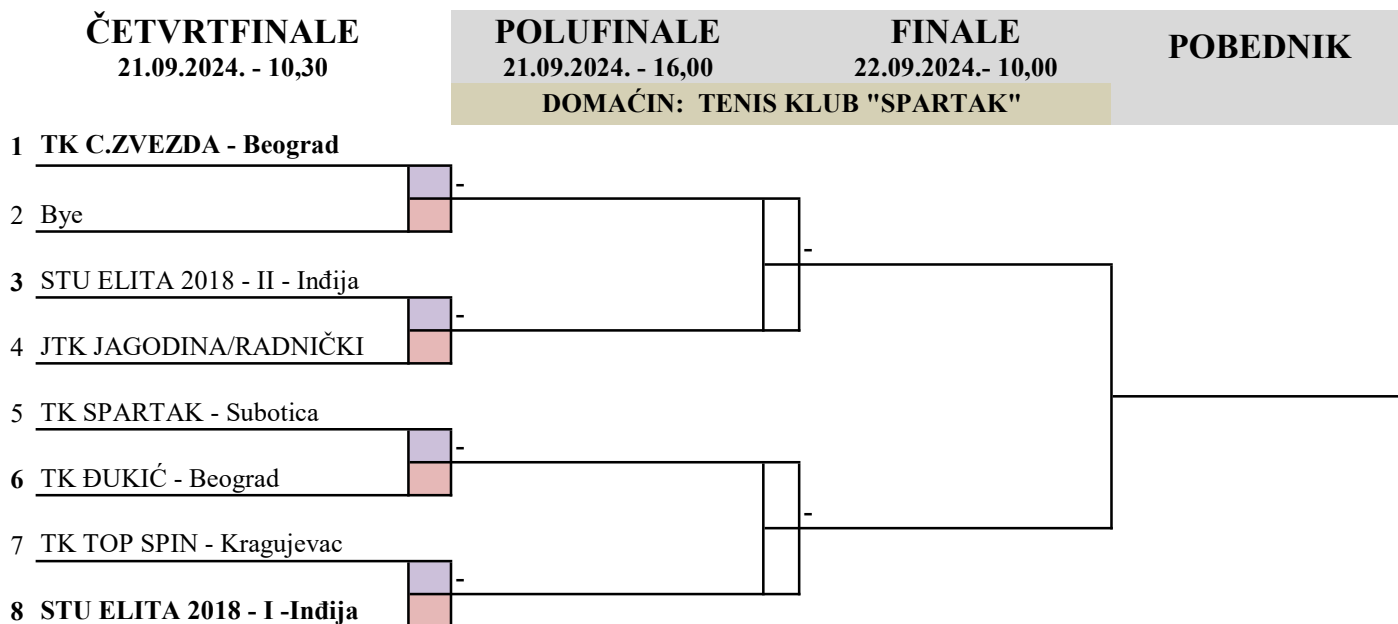 ČETVRTFINALE
21.09.2024. - 10,30
POLUFINALE
21.09.2024. - 16,00
FINALE
22.09.2024.- 10,00
POBEDNIK
DOMAĆIN: TENIS KLUB "SPARTAK"
1 TK C.ZVEZDA - Beograd
-
2 Bye
-
3 STU ELITA 2018 - II - Inđija
-
4 JTK JAGODINA/RADNIČKI
5 TK SPARTAK - Subotica
-
6 TK ĐUKIĆ - Beograd
-
7 TK TOP SPIN - Kragujevac
-
8 STU ELITA 2018 - I -Inđija